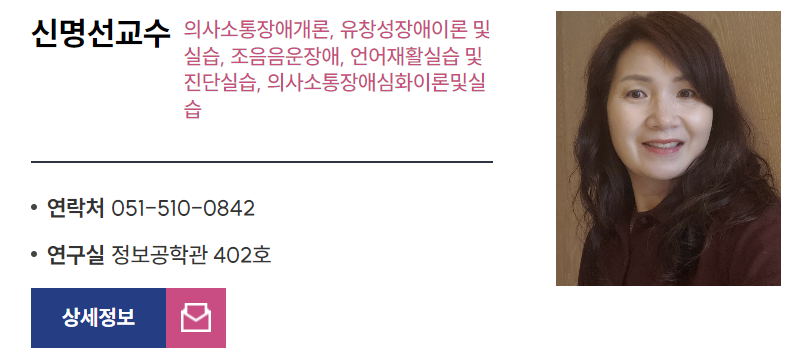 신명선교수
의사소통장애개론, 유창성장애이론 및
실습, 조음음운장애, 언어재활실습 및
진단실습, 의사소통장애심화이론및실
습
연락처 051-510-0842
연구실 정보공학관 402호
상세정보